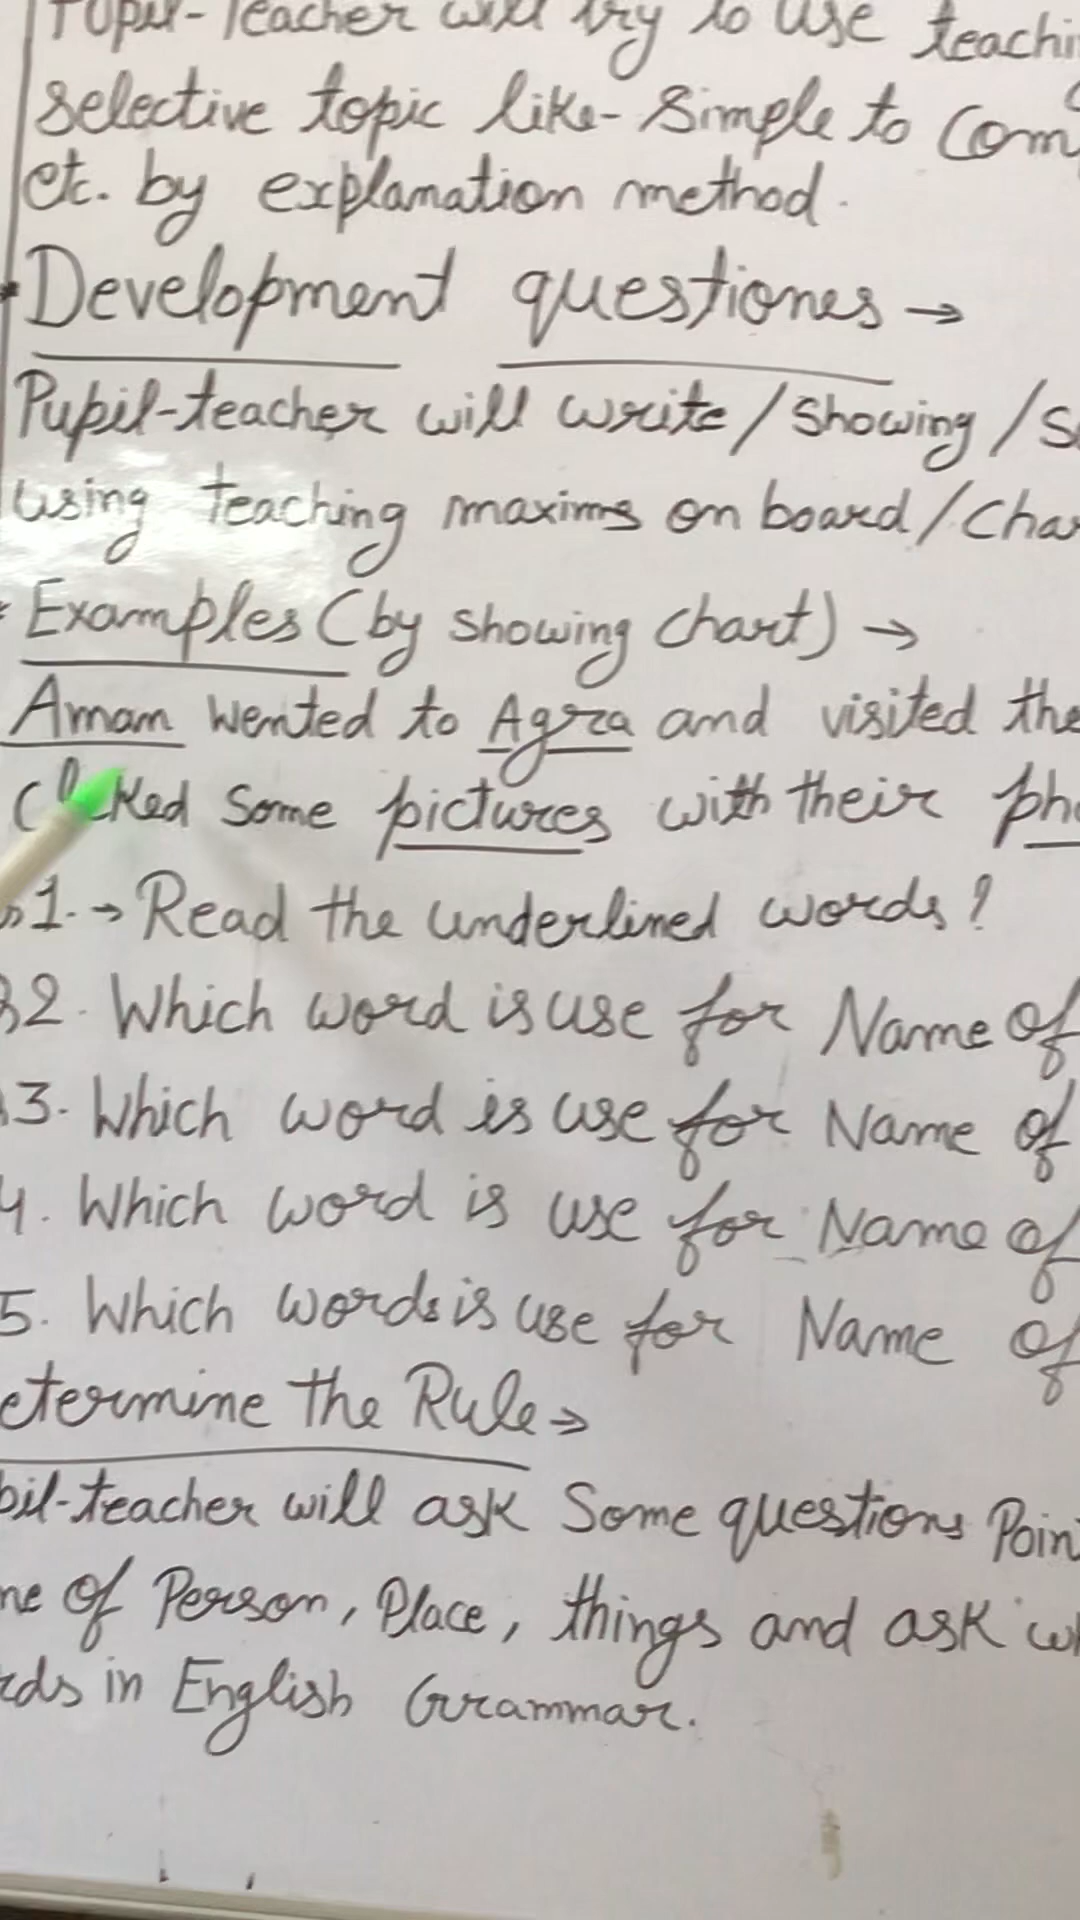 Pupil-Teacher will try to use teachi
selective topic like- Simple to Com
etc. by explanation method.
Development questiones →
Pupil-teacher will write / Showing / S
using teaching maxims on board / Cha
Examples (by showing chart) →
Aman wented to Agra and visited the
Clicked Some pictures with their pho
1. → Read the underlined words?
2. Which word is use for Name of
3. Which word is use for Name of
4. Which word is use for Name of
5. Which words is use for Name of
etermine the Rule →
pil-teacher will ask Some questions Poin
me of Person, Place, things and ask wh
rds in English Grammar.